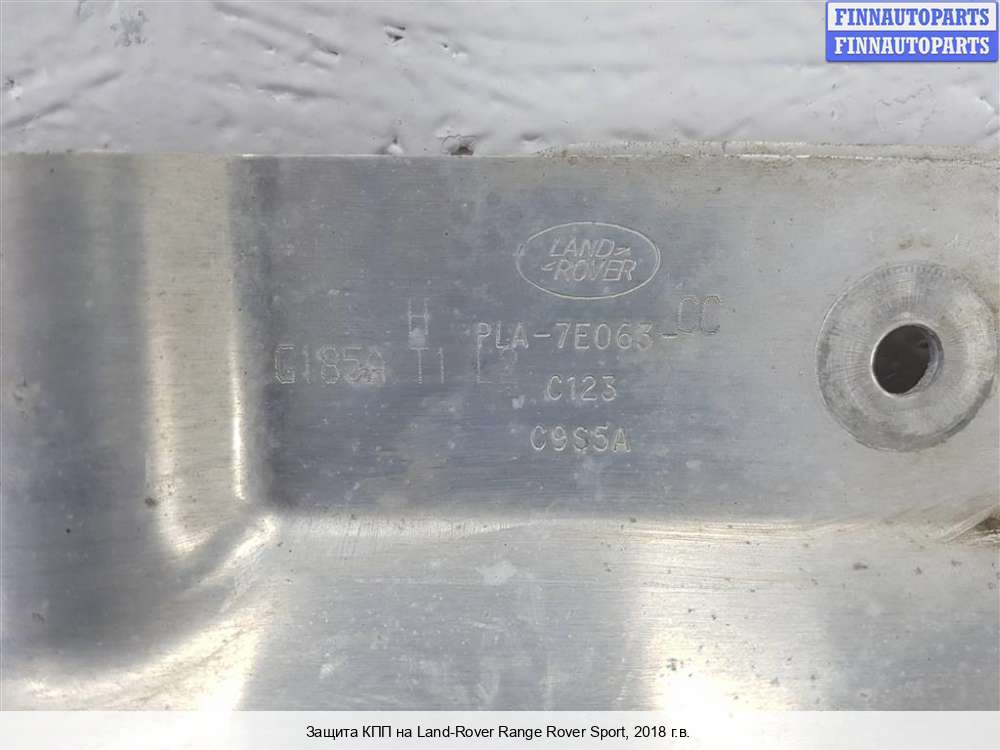 FINNAUTOPARTS
FINNAUTOPARTS
LAND
ROVER
H
PLA-7E063-CC
G185A T1
C123
C9S5A
Защита КПП на Land-Rover Range Rover Sport, 2018 г.в.